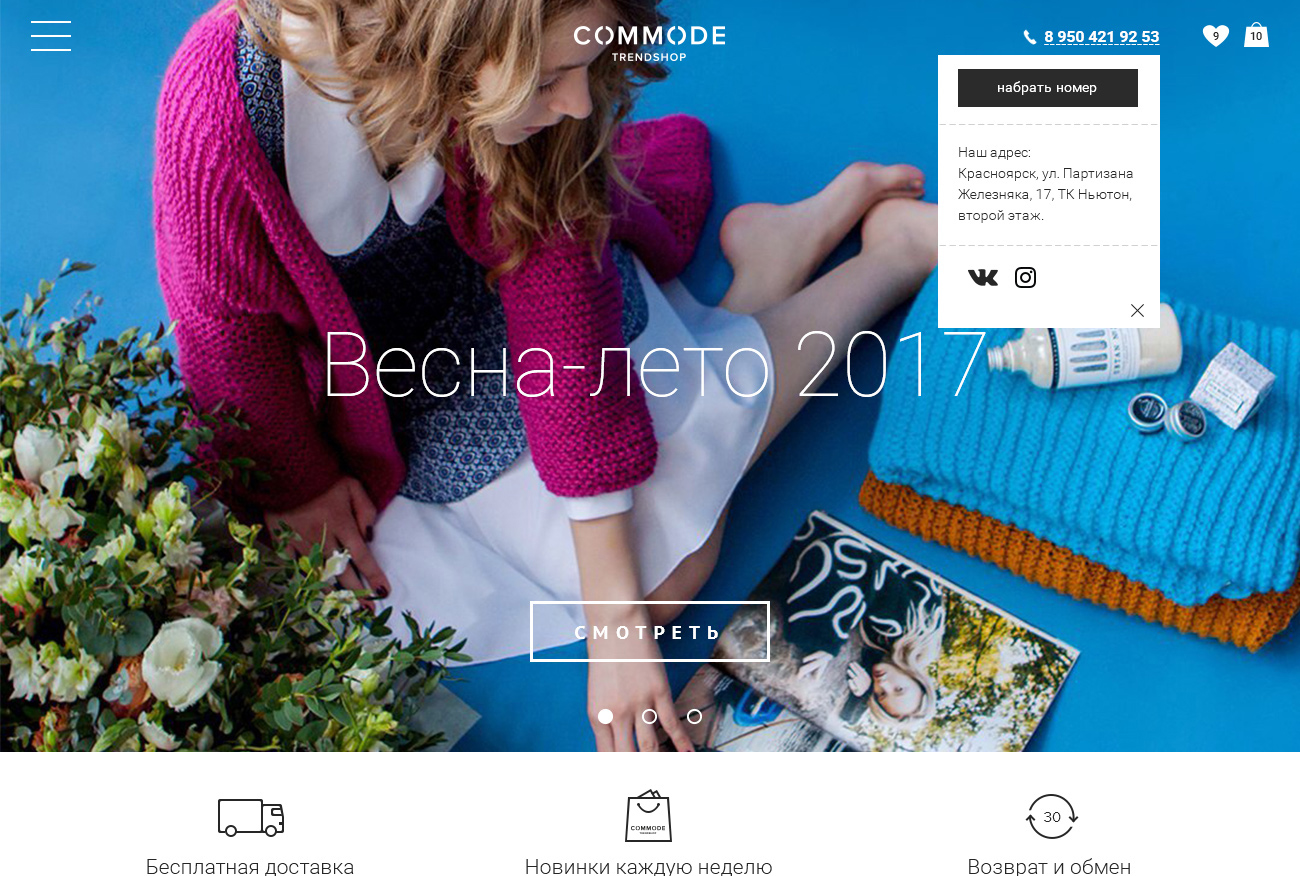 COMMODE
TRENDSHOP
8 950 421 92 53
9
10
набрать номер
Наш адрес:
Красноярск, ул. Партизана
Железняка, 17, ТК Ньютон,
второй этаж.
Весна-лето 2017
СМОТРЕТЬ
COMMODE
TRENDSHOP
30
Бесплатная доставка
Новинки каждую неделю
Возврат и обмен